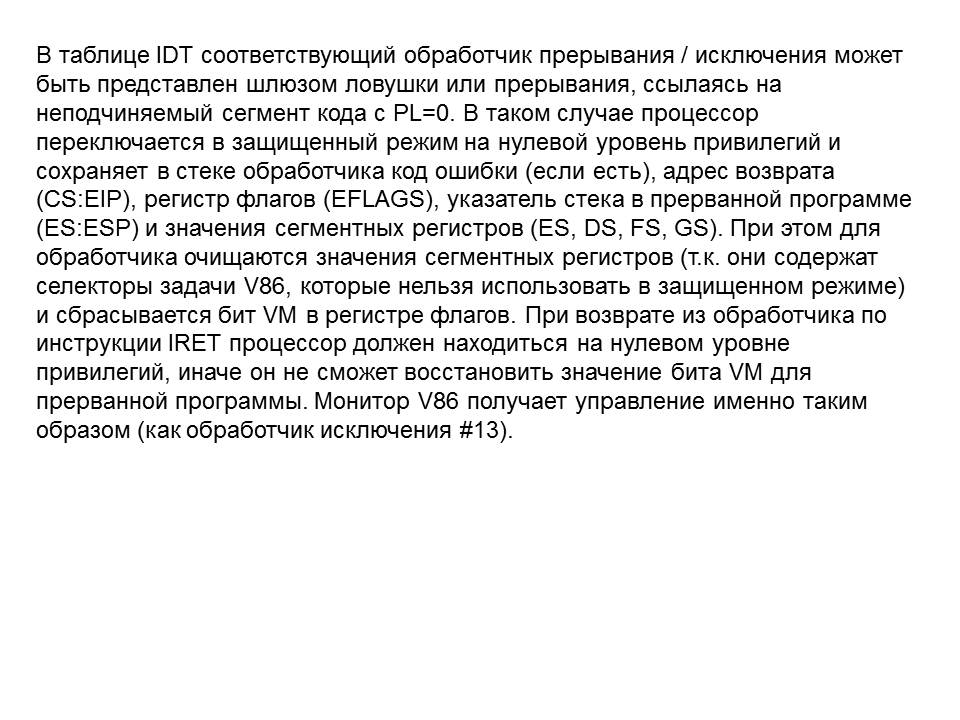 В таблице IDT соответствующий обработчик прерывания / исключения может
быть представлен шлюзом ловушки или прерывания, ссылаясь на
неподчиняемый сегмент кода с PL=0. В таком случае процессор
переключается в защищенный режим на нулевой уровень привилегий и
сохраняет в стеке обработчика код ошибки (если есть), адрес возврата
(CS:EIP), регистр флагов (EFLAGS), указатель стека в прерванной программе
(ES:ESP) и значения сегментных регистров (ES, DS, FS, GS). При этом для
обработчика очищаются значения сегментных регистров (т.к. они содержат
селекторы задачи V86, которые нельзя использовать в защищенном режиме)
и сбрасывается бит VM в регистре флагов. При возврате из обработчика по
инструкции IRET процессор должен находиться на нулевом уровне
привилегий, иначе он не сможет восстановить значение бита VM для
прерванной программы. Монитор V86 получает управление именно таким
образом (как обработчик исключения #13).